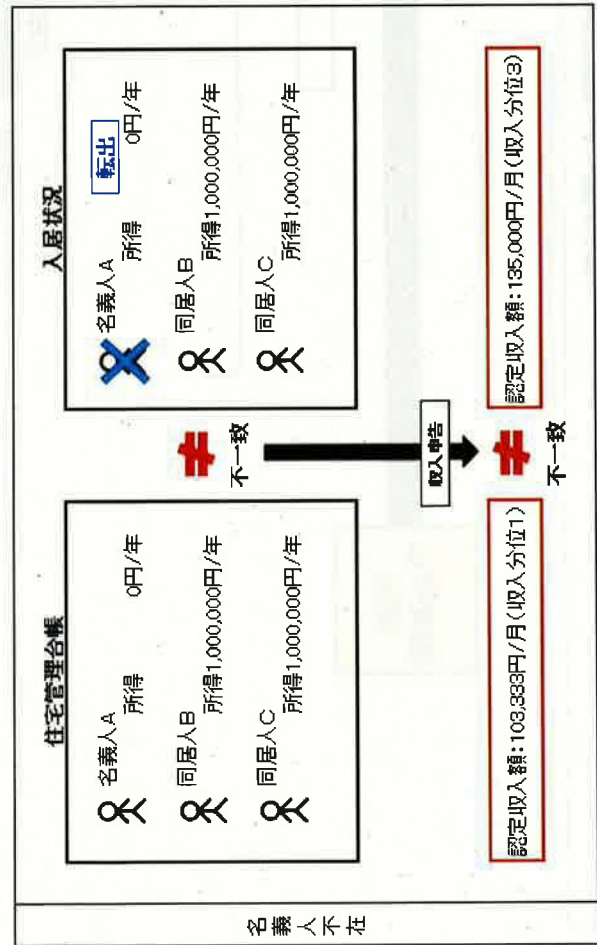 名義人不在
住宅管理台帳
名義人A
所得 0円/年
同居人B
所得1,000,000円/年
同居人C
所得1,000,000円/年
≠
不一致
入居状況
名義人A
転出
所得 0円/年
同居人B
所得1,000,000円/年
同居人C
所得1,000,000円/年
収入申告
認定収入額:103,333円/月(収入分位1)
≠
不一致
認定収入額:135,000円/月(収入分位3)